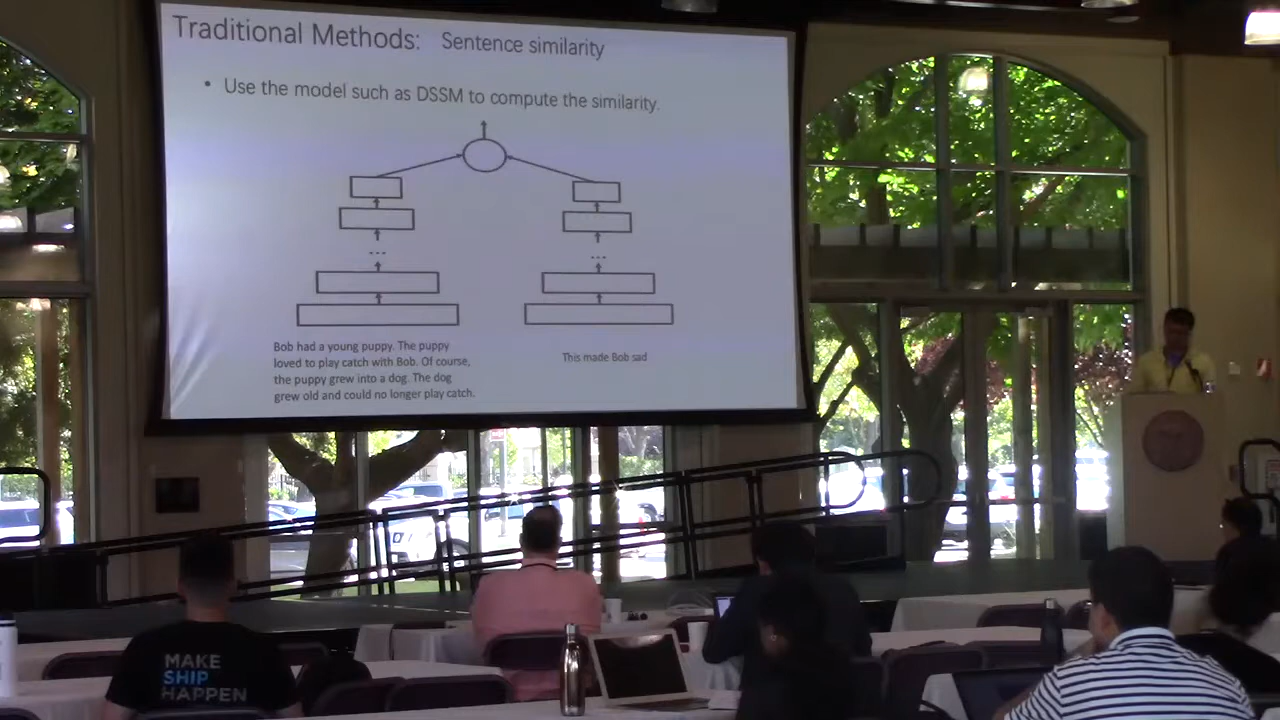 Traditional Methods: Sentence similarity
• Use the model such as DSSM to compute the similarity.
...
...
Bob had a young puppy. The puppy
loved to play catch with Bob. Of course,
the puppy grew into a dog. The dog
grew old and could no longer play catch.
This made Bob sad
MAKE
SHIP
HAPPEN